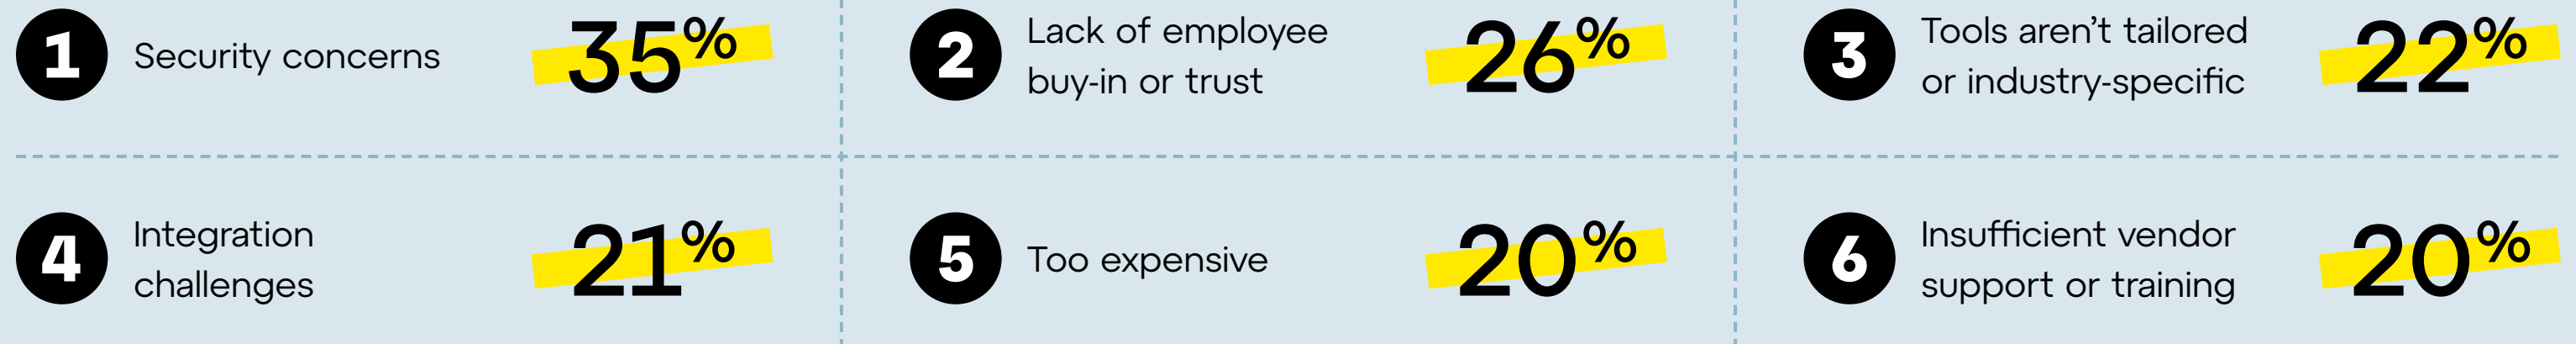 1
Security concerns
35%
2
Lack of employee
buy-in or trust
26%
3
Tools aren’t tailored
or industry-specific
22%
4
Integration
challenges
21%
5
Too expensive
20%
6
Insufficient vendor
support or training
20%